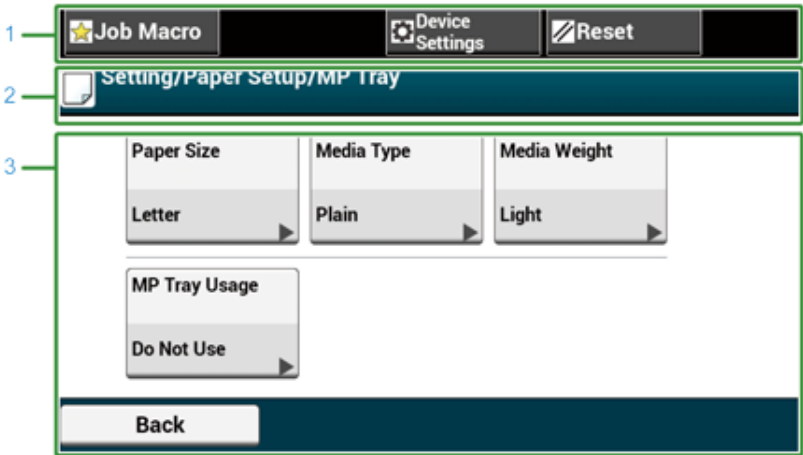 1
Job Macro
Device
Settings
Reset
2
Setting/Paper Setup/MP Tray
3
Paper Size
Media Type
Media Weight
Letter
Plain
Light
MP Tray Usage
Do Not Use
Back